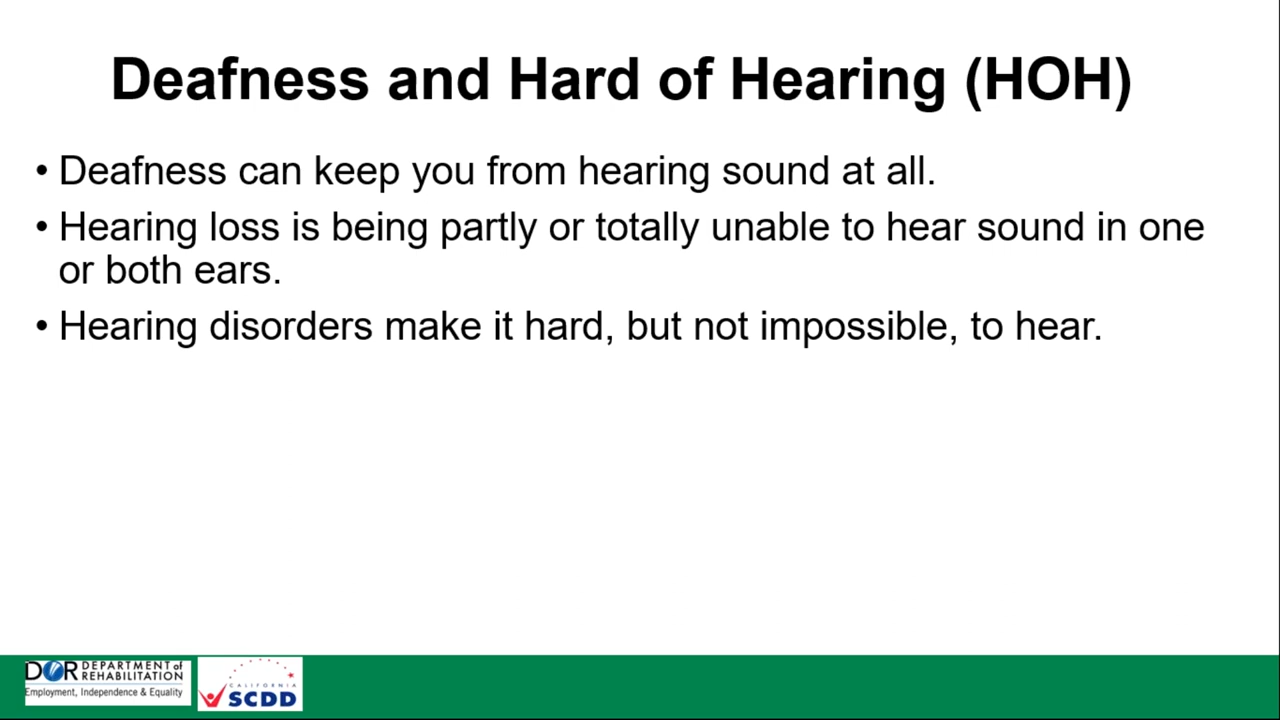 Deafness and Hard of Hearing (HOH)
• Deafness can keep you from hearing sound at all.
• Hearing loss is being partly or totally unable to hear sound in one
or both ears.
• Hearing disorders make it hard, but not impossible, to hear.
DOR DEPARTMENT of
REHABILITATION
Employment, Independence & Equality
CALIFORNIA
SCDD